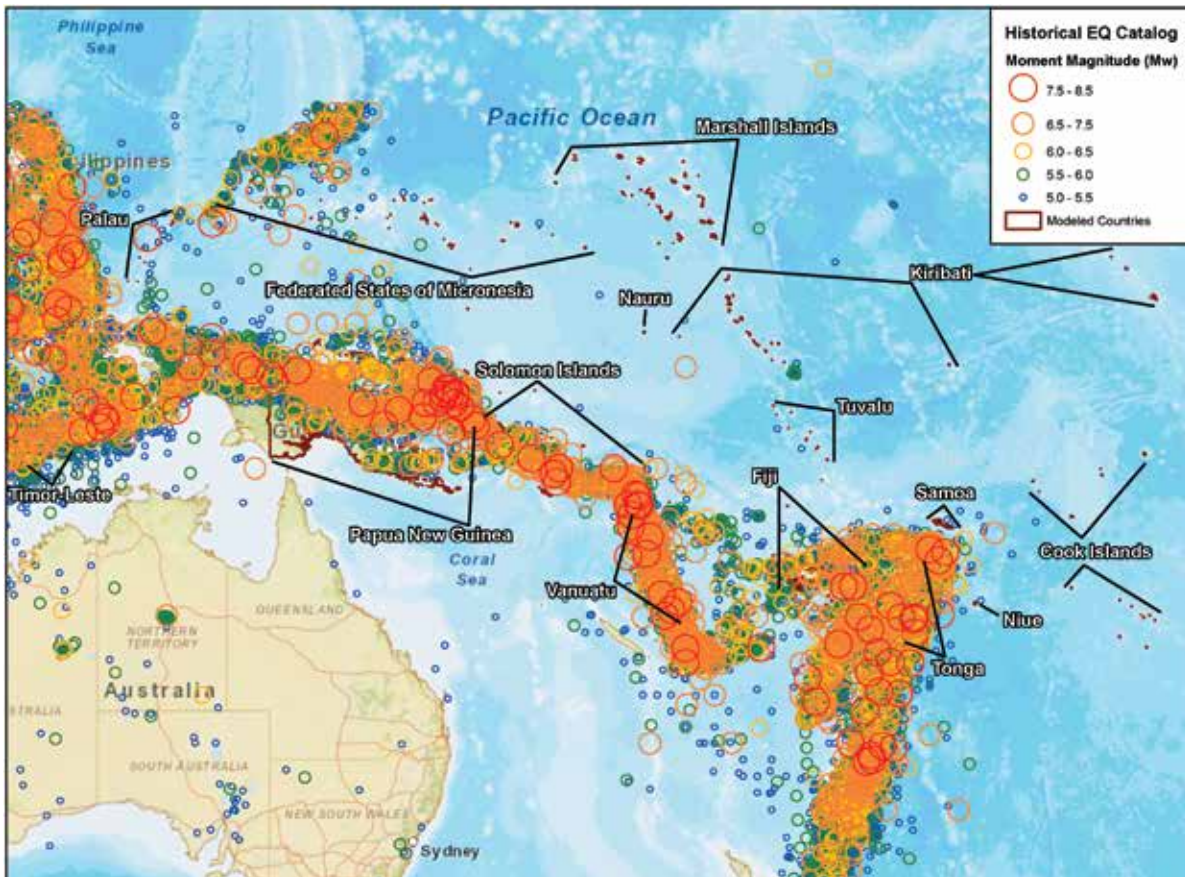 Philippine
Sea
Historical EQ Catalog
Moment Magnitude (Mw)
7.5 - 8.5
6.5 - 7.5
6.0 - 6.5
5.5 - 6.0
5.0 - 5.5
Modeled Countries
Pacific Ocean
Marshall Islands
ilippines
Palau
Federated States of Micronesia
Nauru
Kiribati
Solomon Islands
Tuvalu
Timor-Leste
Papua New Guinea
Fiji
Samoa
Coral
Sea
Cook Islands
Vanuatu
Niue
Tonga
QUEENSLAND
NORTHERN
TERRITORY
Australia
STRALIA
SOUTH AUSTRALIA
NEW SOUTH WALES
Sydney